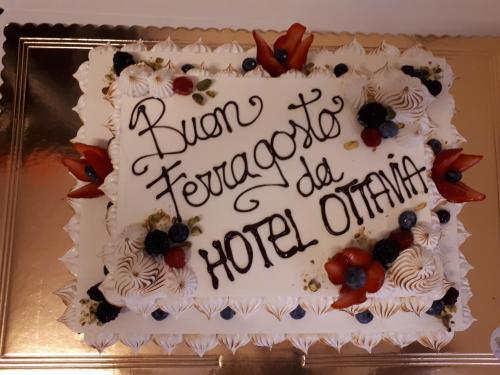 Buon
Ferragosto
da
HOTEL OTTAVIA